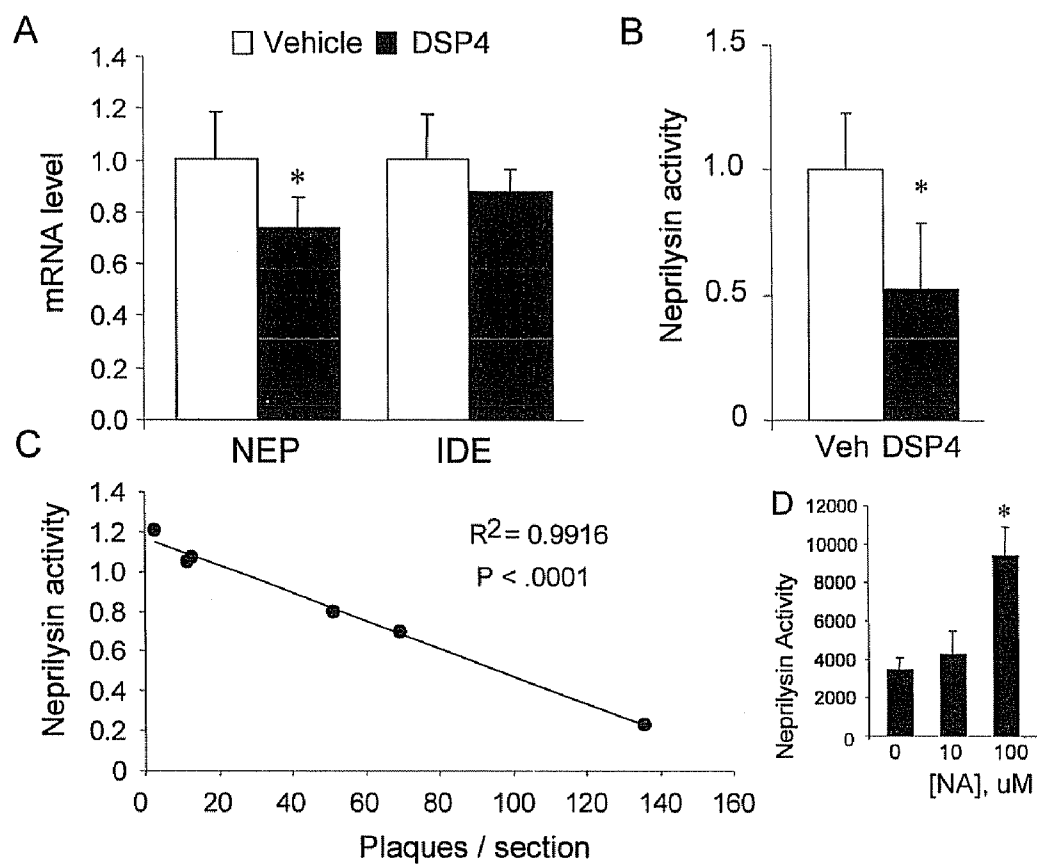 A
Vehicle DSP4
1.4
1.2
1.0
0.8
0.6
0.4
0.2
0.0
mRNA level
*
NEP IDE
B
1.5
1.0
0.5
0
Neprilysin activity
*
Veh DSP4
C
1.4
1.2
1.0
0.8
0.6
0.4
0.2
0
Neprilysin activity
R2 = 0.9916
P < .0001
0 20 40 60 80 100 120 140 160
Plaques / section
D
12000
10000
8000
6000
4000
2000
0
Neprilysin Activity
*
0 10 100
[NA], uM